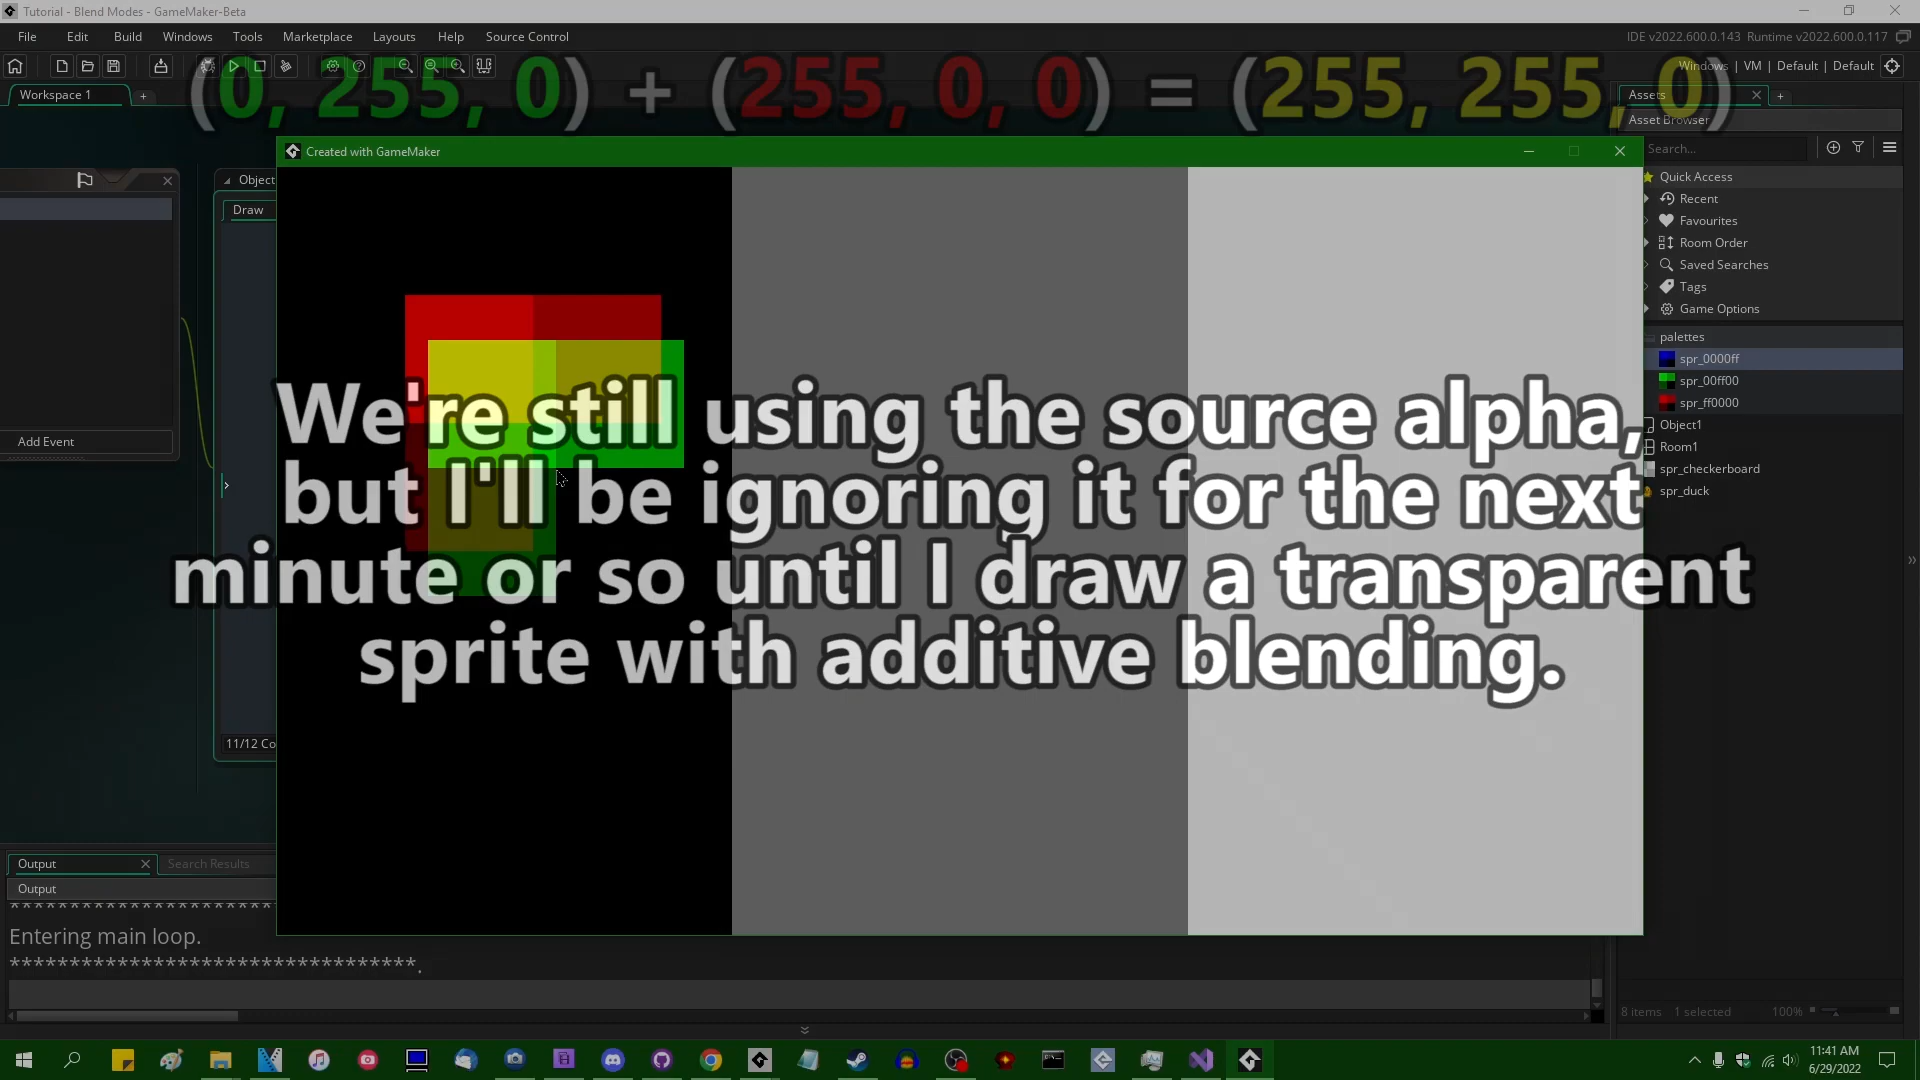 Tutorial - Blend Modes - GameMaker-Beta
File Edit Build Windows Tools Marketplace Layouts Help Source Control
IDE v2022.600.0.143 Runtime v2022.600.0.117
Windows | VM | Default | Default
(0, 255, 0) + (255, 0, 0) = (255, 255, 0)
Workspace 1
Assets
Asset Browser
Created with GameMaker
Search...
Object
Draw
Quick Access
Recent
Favourites
Room Order
Saved Searches
Tags
Game Options
palettes
spr_0000ff
spr_00ff00
spr_ff0000
Object1
Room1
spr_checkerboard
spr_duck
Add Event
We're still using the source alpha,
but I'll be ignoring it for the next
minute or so until I draw a transparent
sprite with additive blending.
11/12 Co
Output Search Results
Output
**********************
Entering main loop.
**********************************.
8 items 1 selected 100%
11:41 AM
6/29/2022